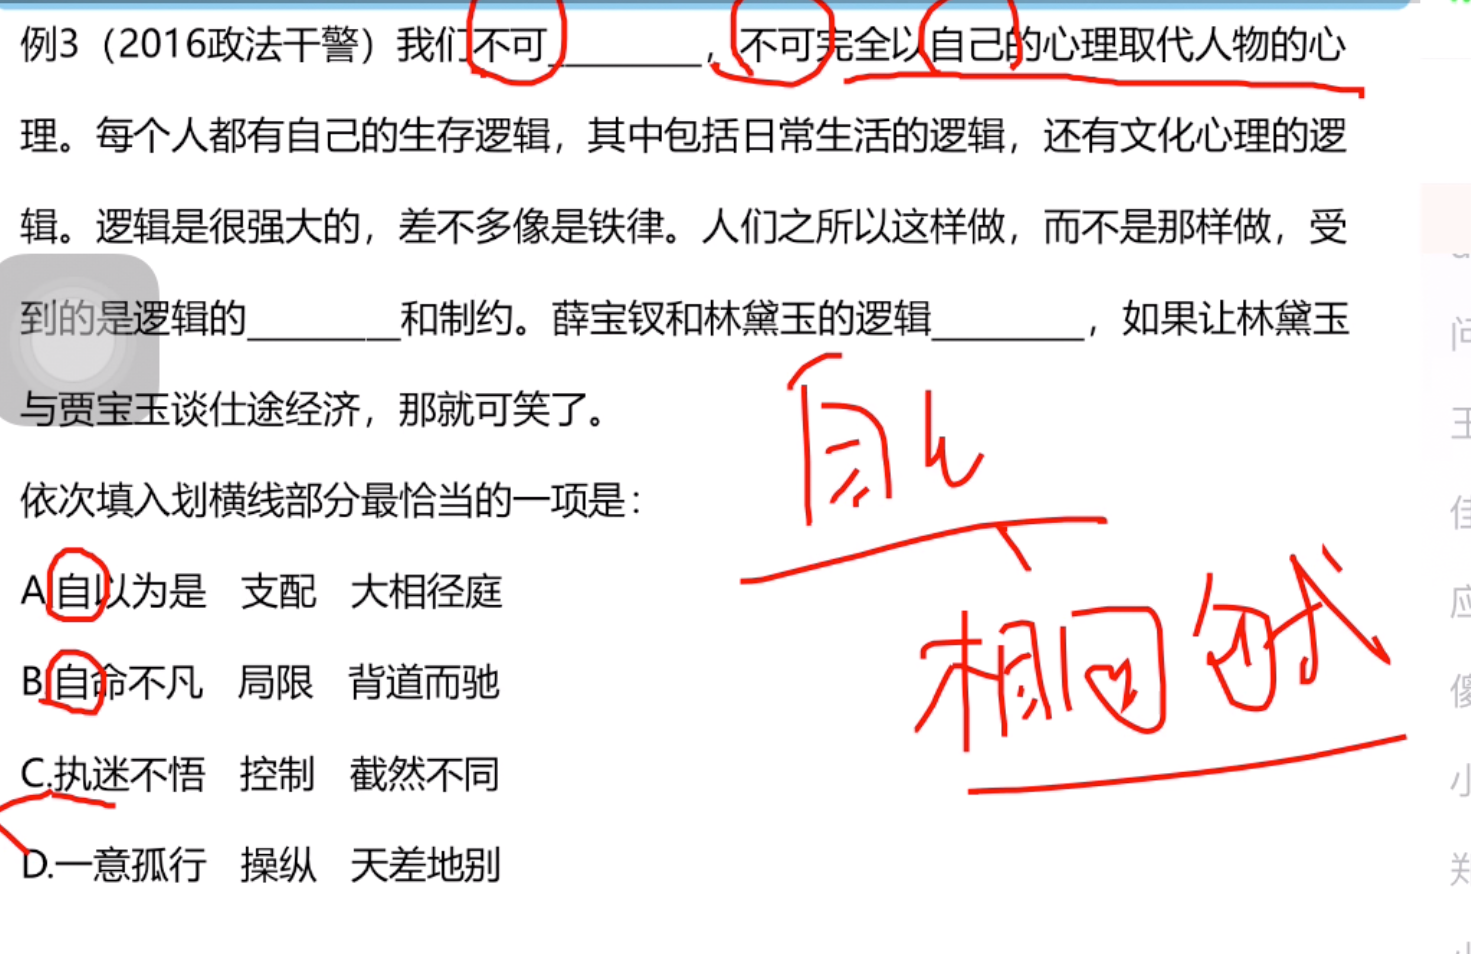 例3（2016政法干警）我们不可________，不可完全以自己的心理取代人物的心
理。每个人都有自己的生存逻辑，其中包括日常生活的逻辑，还有文化心理的逻
辑。逻辑是很强大的，差不多像是铁律。人们之所以这样做，而不是那样做，受
到的是逻辑的________和制约。薛宝钗和林黛玉的逻辑________，如果让林黛玉
与贾宝玉谈仕途经济，那就可笑了。
依次填入划横线部分最恰当的一项是：
A自以为是 支配 大相径庭
B.自命不凡 局限 背道而驰
C.执迷不悟 控制 截然不同
D.一意孤行 操纵 天差地别
问
王
佳
应
傻
小
郑